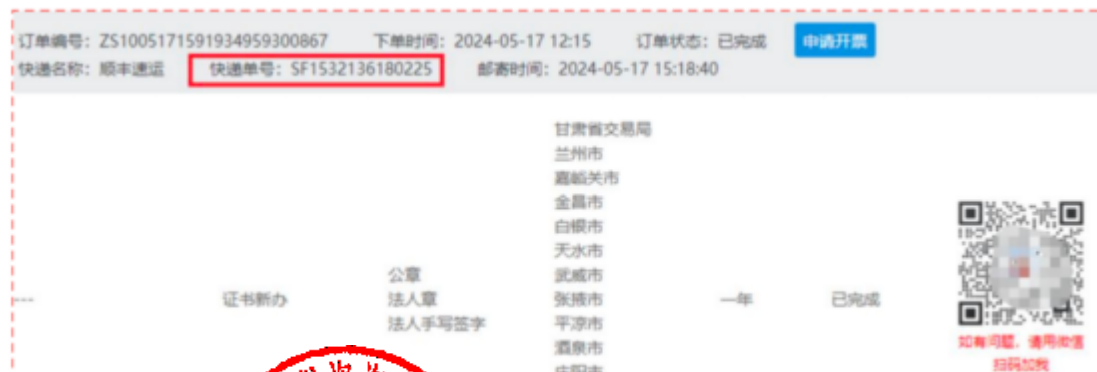 订单编号：ZS1005171591934959300867 下单时间：2024-05-17 12:15 订单状态：已完成 申请开票
快递名称：顺丰速运 快递单号：SF1532136180225 邮寄时间：2024-05-17 15:18:40
甘肃省交易局
兰州市
嘉峪关市
金昌市
白银市
天水市
公章 武威市
--- 证书新办 法人章 张掖市 一年 已完成
法人手写签字 平凉市
酒泉市
庆阳市
如有问题，请用微信
扫码加我